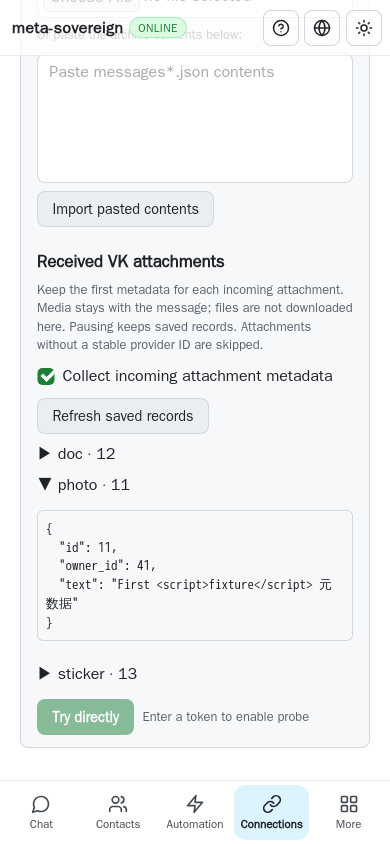 meta-sovereign ONLINE
Paste messages*.json contents
Import pasted contents
Received VK attachments
Keep the first metadata for each incoming attachment.
Media stays with the message; files are not downloaded
here. Pausing keeps saved records. Attachments
without a stable provider ID are skipped.
Collect incoming attachment metadata
Refresh saved records
▶ doc · 12
▼ photo · 11
{
  "id": 11,
  "owner_id": 41,
  "text": "First <script>fixture</script> 元
数据"
}
▶ sticker · 13
Try directly Enter a token to enable probe
Chat Contacts Automation Connections More